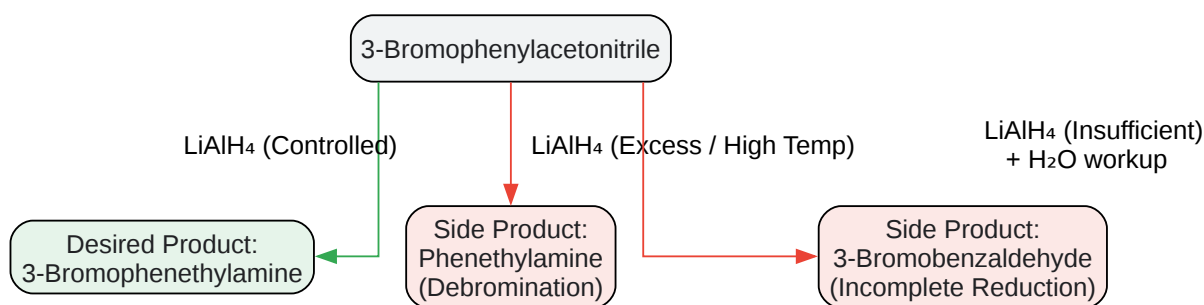 3-Bromophenylacetonitrile
LiAlH₄ (Controlled)
LiAlH₄ (Excess / High Temp)
LiAlH₄ (Insufficient)
+ H₂O workup
Desired Product:
3-Bromophenethylamine
Side Product:
Phenethylamine
(Debromination)
Side Product:
3-Bromobenzaldehyde
(Incomplete Reduction)